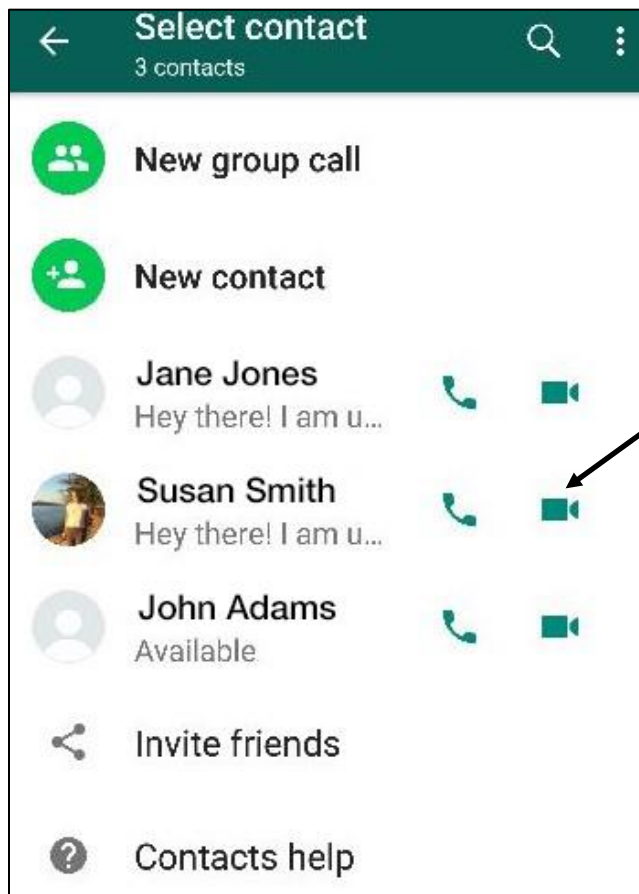 Select contact
3 contacts
New group call
New contact
Jane Jones
Hey there! I am u...
Susan Smith
Hey there! I am u...
John Adams
Available
Invite friends
Contacts help